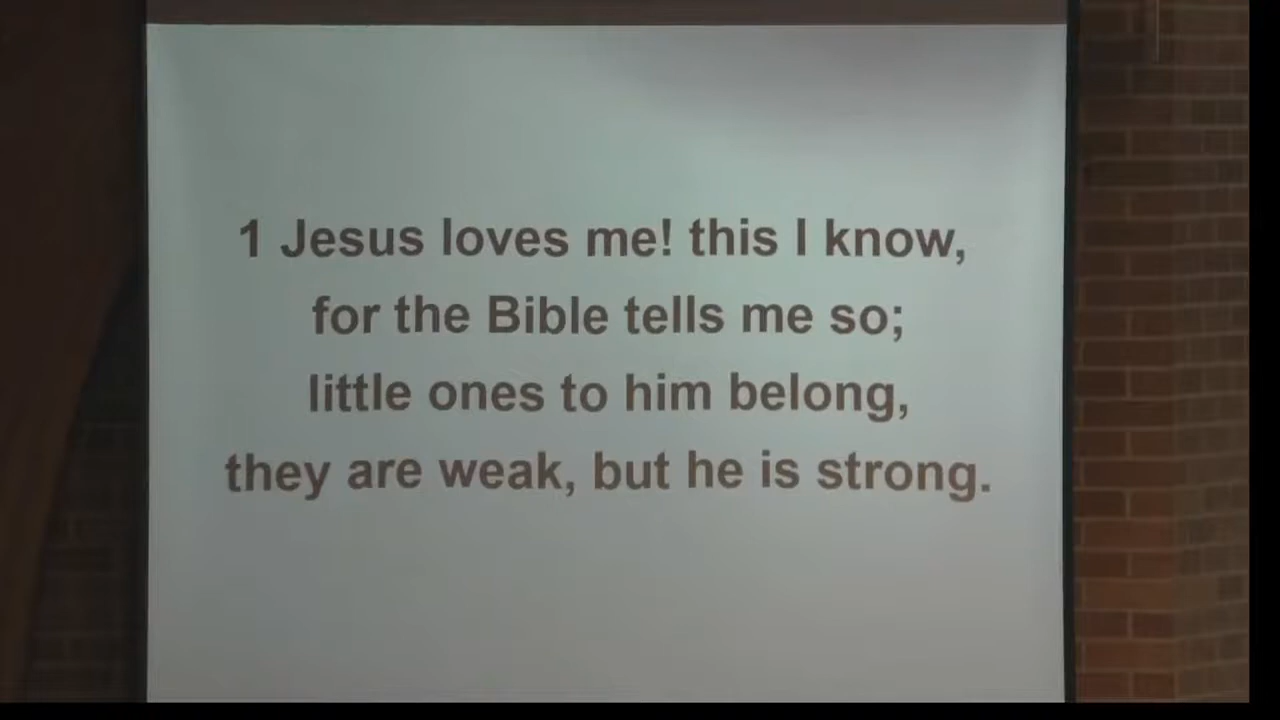 1 Jesus loves me! this I know,
for the Bible tells me so;
little ones to him belong,
they are weak, but he is strong.